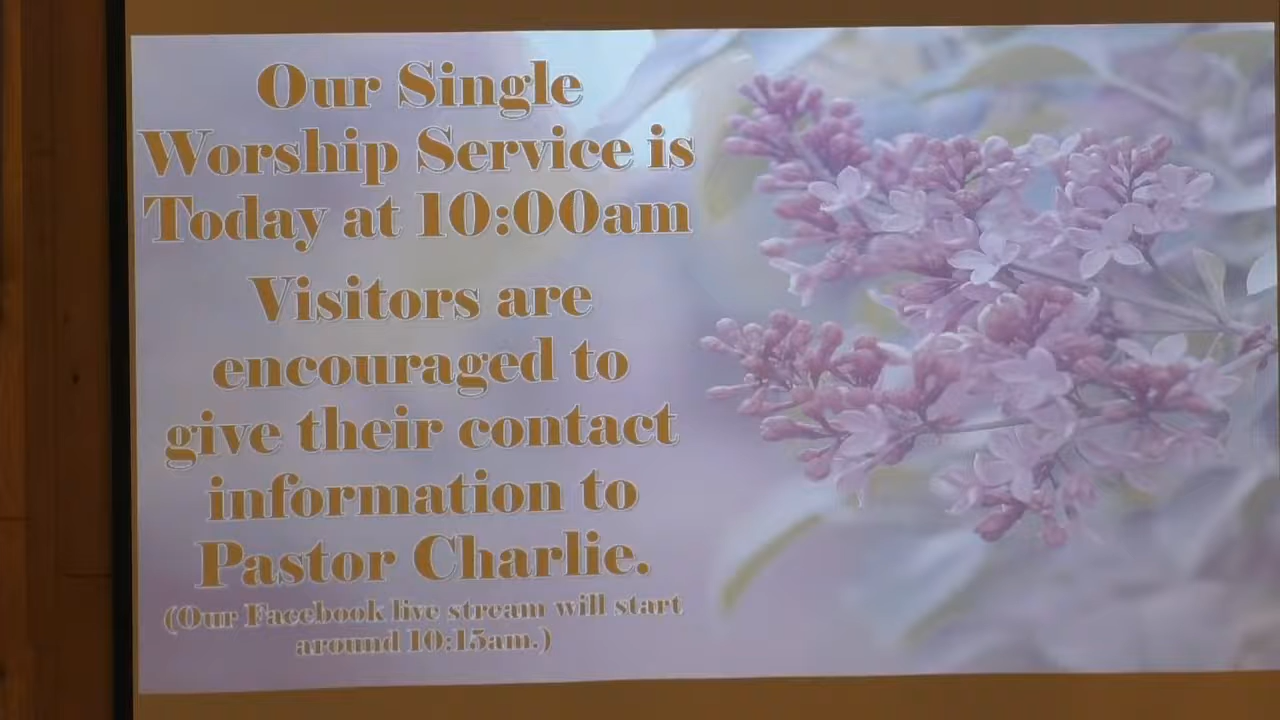 Our Single
Worship Service is
Today at 10:00am
Visitors are
encouraged to
give their contact
information to
Pastor Charlie.
(Our Facebook live stream will start
around 10:15am.)